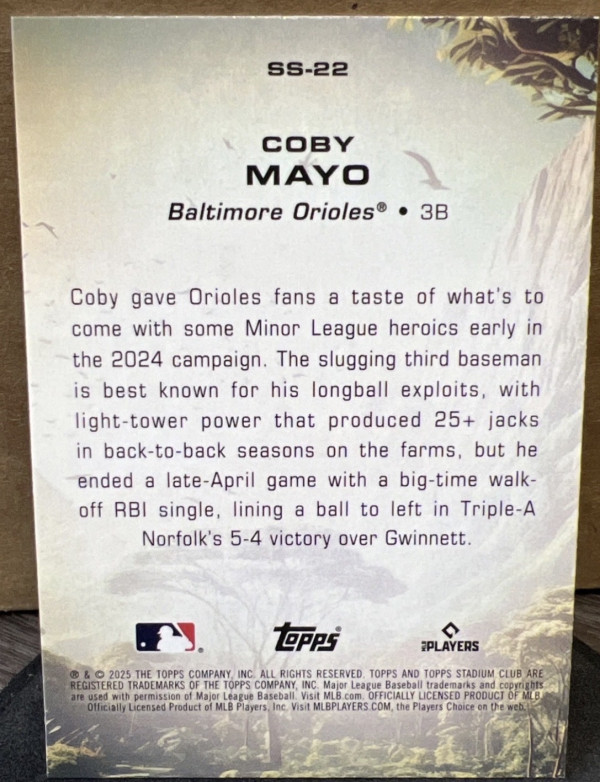 SS-22
COBY
MAYO
Baltimore Orioles® • 3B
Coby gave Orioles fans a taste of what's to
come with some Minor League heroics early in
the 2024 campaign. The slugging third baseman
is best known for his longball exploits, with
light-tower power that produced 25+ jacks
in back-to-back seasons on the farms, but he
ended a late-April game with a big-time walk-
off RBI single, lining a ball to left in Triple-A
Norfolk's 5-4 victory over Gwinnett.
Topps® MLB PLAYERS
® & © 2025 THE TOPPS COMPANY, INC. ALL RIGHTS RESERVED. TOPPS AND TOPPS STADIUM CLUB ARE
REGISTERED TRADEMARKS OF THE TOPPS COMPANY, INC. Major League Baseball trademarks and copyrights
are used with permission of Major League Baseball. Visit MLB.com. OFFICIALLY LICENSED PRODUCT OF MLB
Officially Licensed Product of MLB Players, Inc. Visit MLBPLAYERS.COM, the Players Choice on the web.